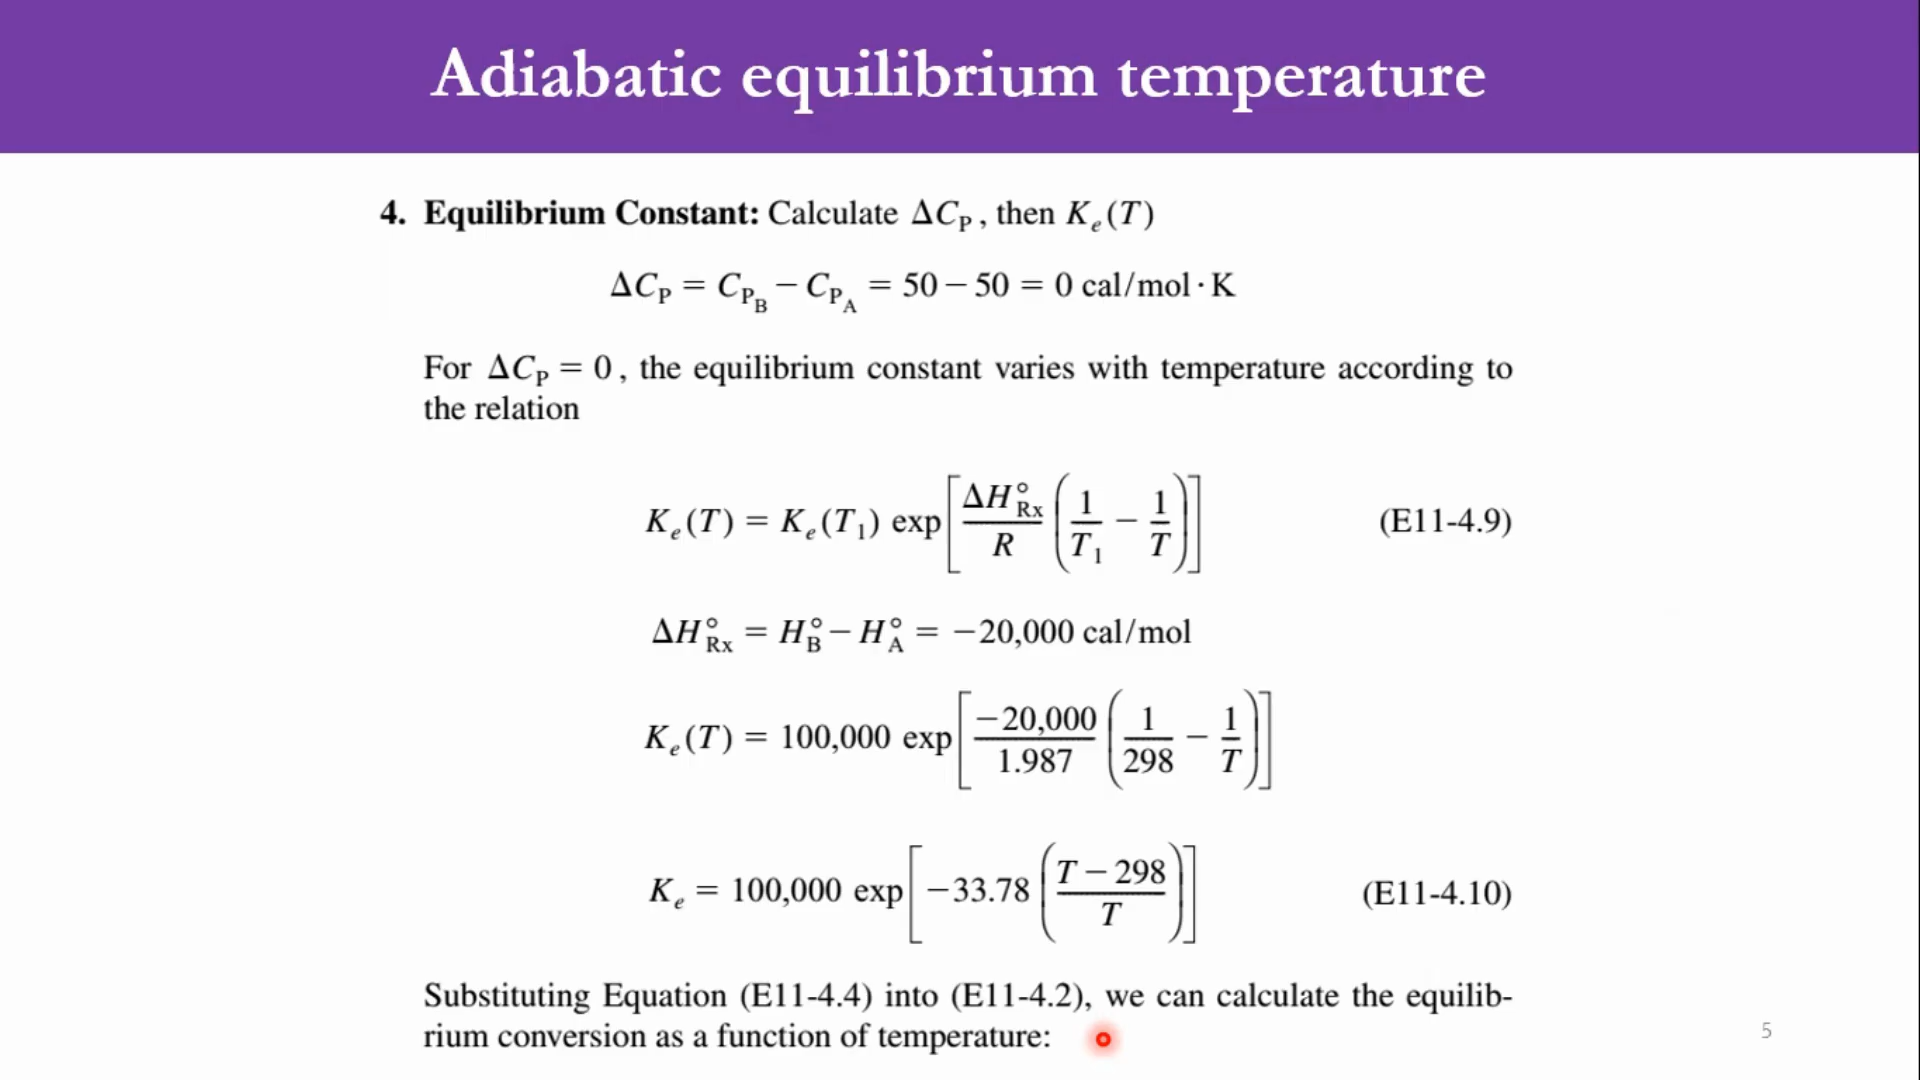 Adiabatic equilibrium temperature
4. Equilibrium Constant: Calculate ΔC_P, then K_e(T)
ΔC_P = C_{P_B} − C_{P_A} = 50 − 50 = 0 cal/mol·K
For ΔC_P = 0, the equilibrium constant varies with temperature according to
the relation
K_e(T) = K_e(T_1) exp[ΔH°_Rx/R (1/T_1 − 1/T)] (E11-4.9)
ΔH°_Rx = H°_B − H°_A = −20,000 cal/mol
K_e(T) = 100,000 exp[−20,000/1.987 (1/298 − 1/T)]
K_e = 100,000 exp[−33.78 ((T − 298)/T)] (E11-4.10)
Substituting Equation (E11-4.4) into (E11-4.2), we can calculate the equilib-
rium conversion as a function of temperature:
5